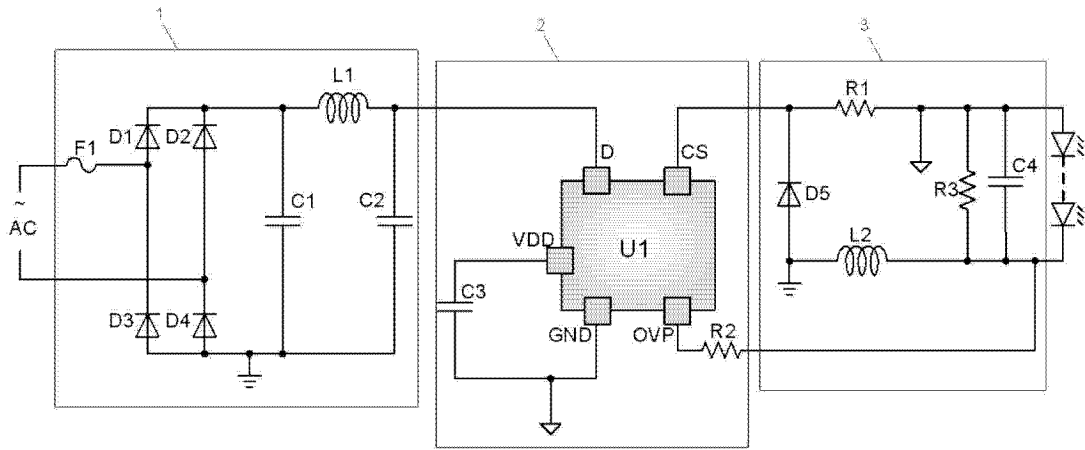 1
2
3
L1
D1
D2
F1
~
AC
C1
C2
D3
D4
D
CS
VDD
U1
C3
GND
OVP
R2
R1
D5
R3
C4
L2